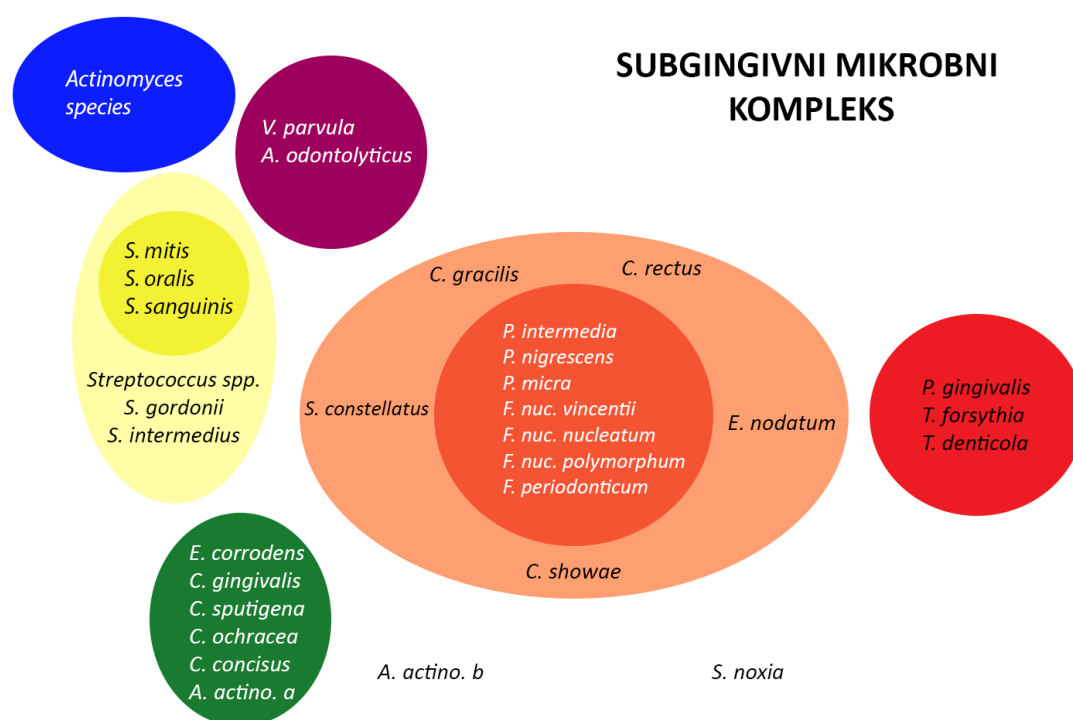 SUBGINGIVNI MIKROBNI
KOMPLEKS
Actinomyces
species
V. parvula
A. odontolyticus
S. mitis
S. oralis
S. sanguinis
Streptococcus spp.
S. gordonii
S. intermedius
C. gracilis
C. rectus
P. intermedia
P. nigrescens
P. micra
F. nuc. vincentii
F. nuc. nucleatum
F. nuc. polymorphum
F. periodonticum
S. constellatus
E. nodatum
C. showae
P. gingivalis
T. forsythia
T. denticola
E. corrodens
C. gingivalis
C. sputigena
C. ochracea
C. concisus
A. actino. a
A. actino. b
S. noxia